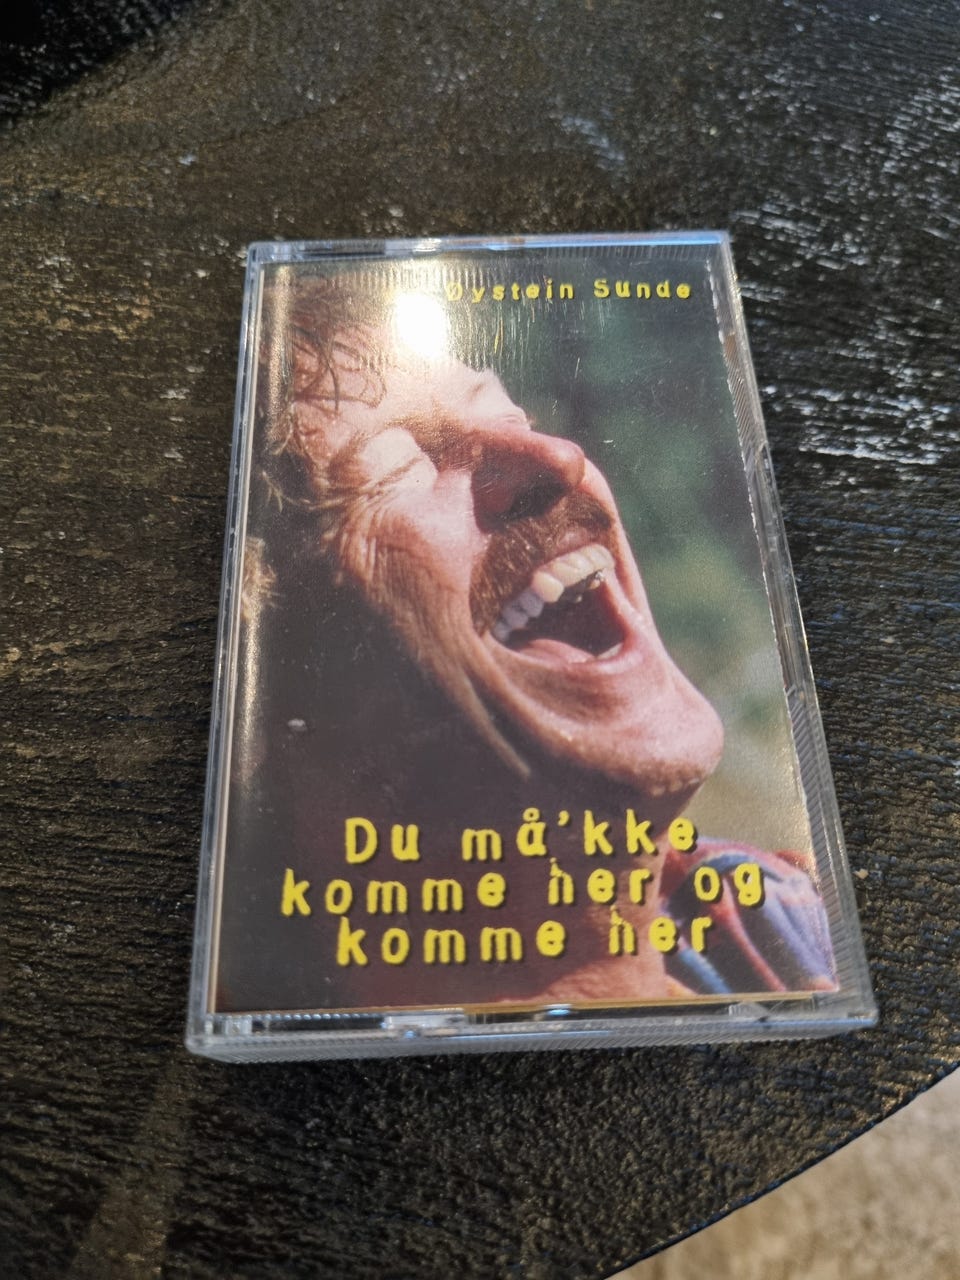 Øystein Sunde
Du må'kke
komme her og
komme her